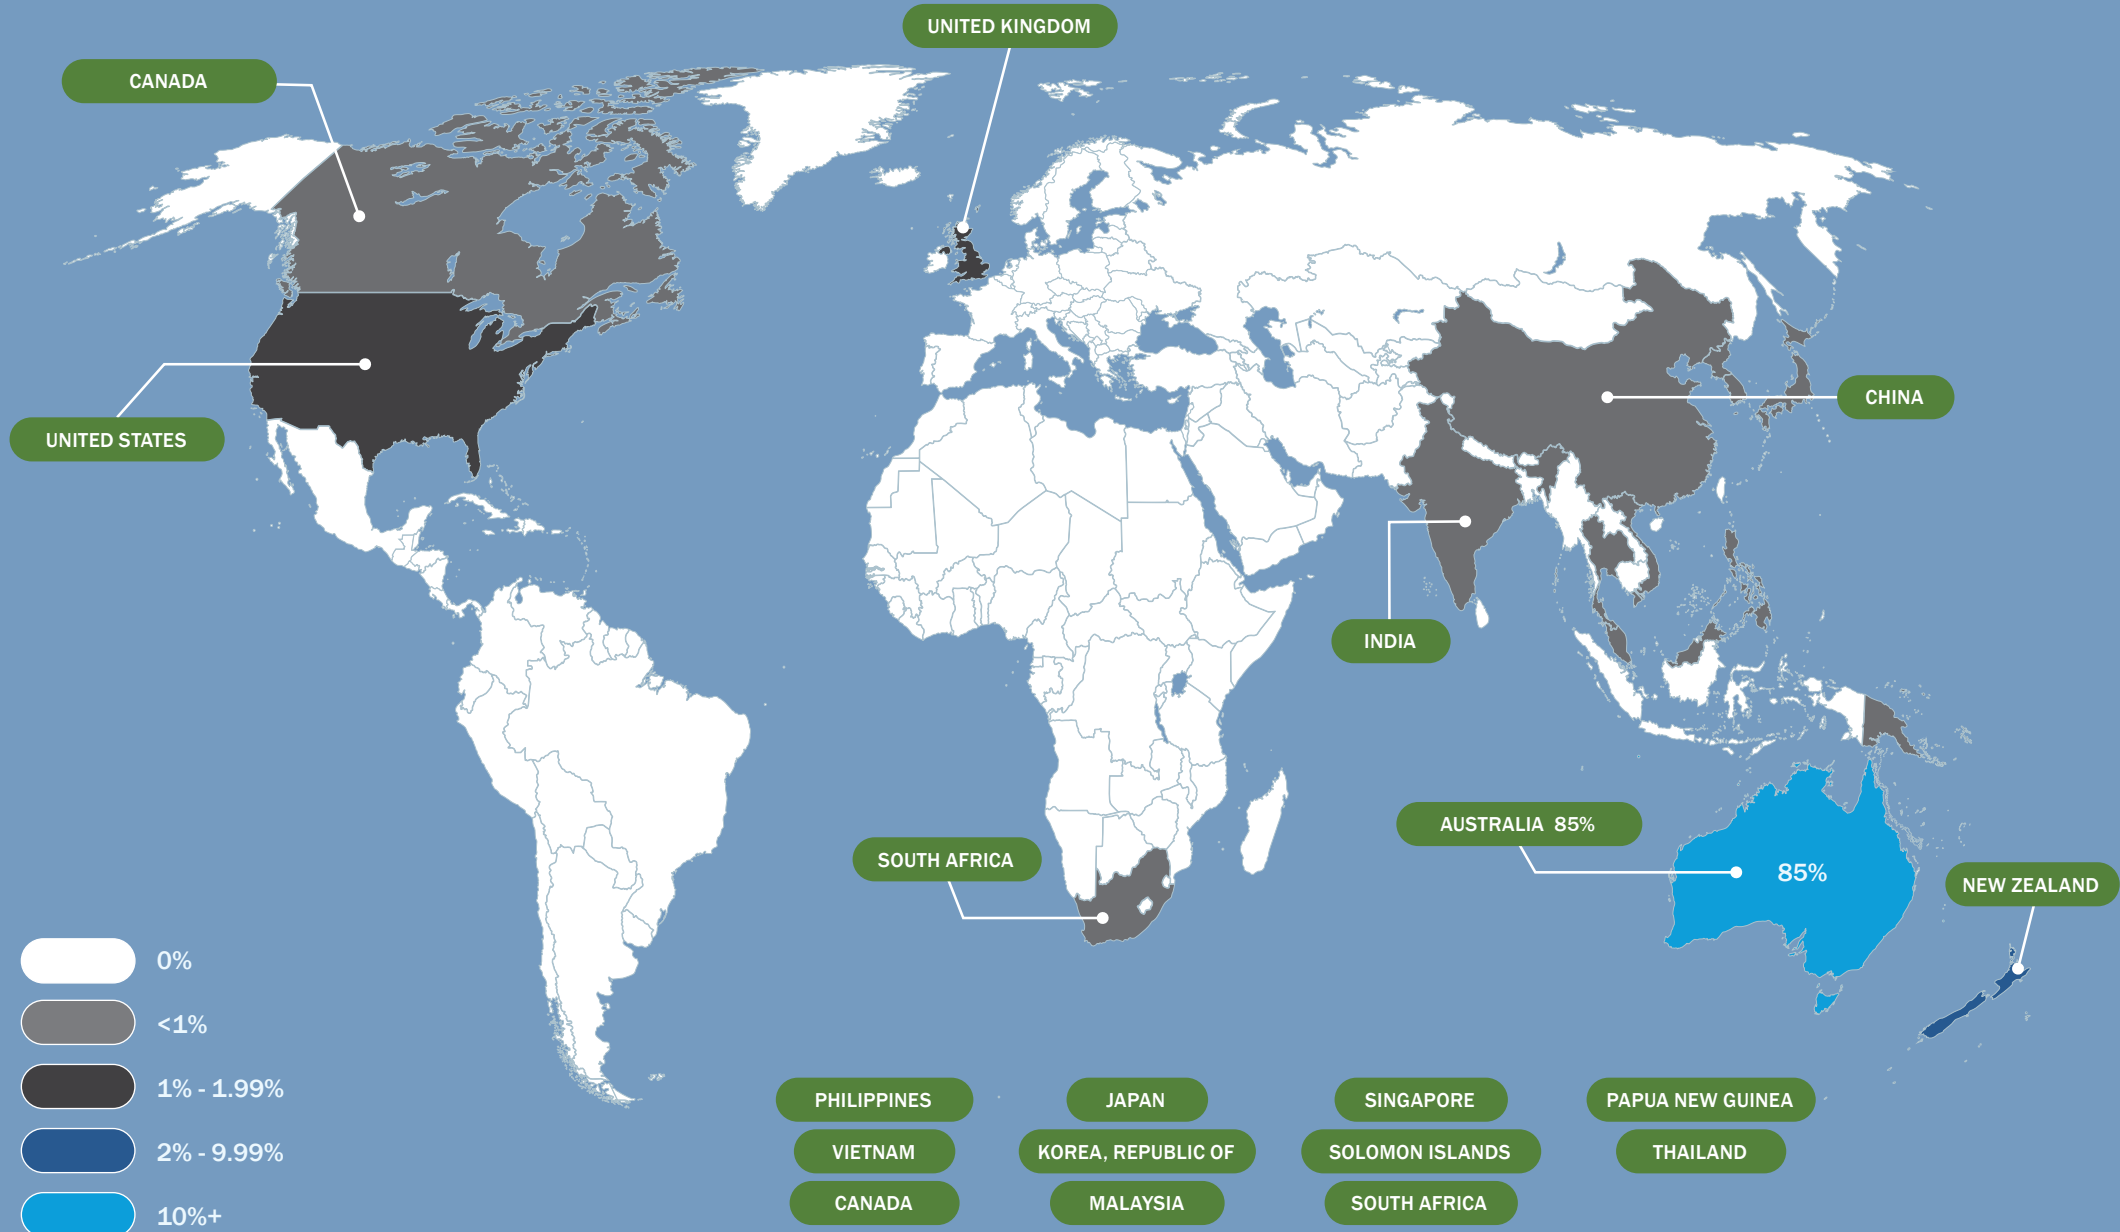 UNITED KINGDOM
CANADA
UNITED STATES
CHINA
INDIA
AUSTRALIA 85%
85%
SOUTH AFRICA
NEW ZEALAND
0%
<1%
1% - 1.99%
2% - 9.99%
10%+
PHILIPPINES
JAPAN
SINGAPORE
PAPUA NEW GUINEA
VIETNAM
KOREA, REPUBLIC OF
SOLOMON ISLANDS
THAILAND
CANADA
MALAYSIA
SOUTH AFRICA